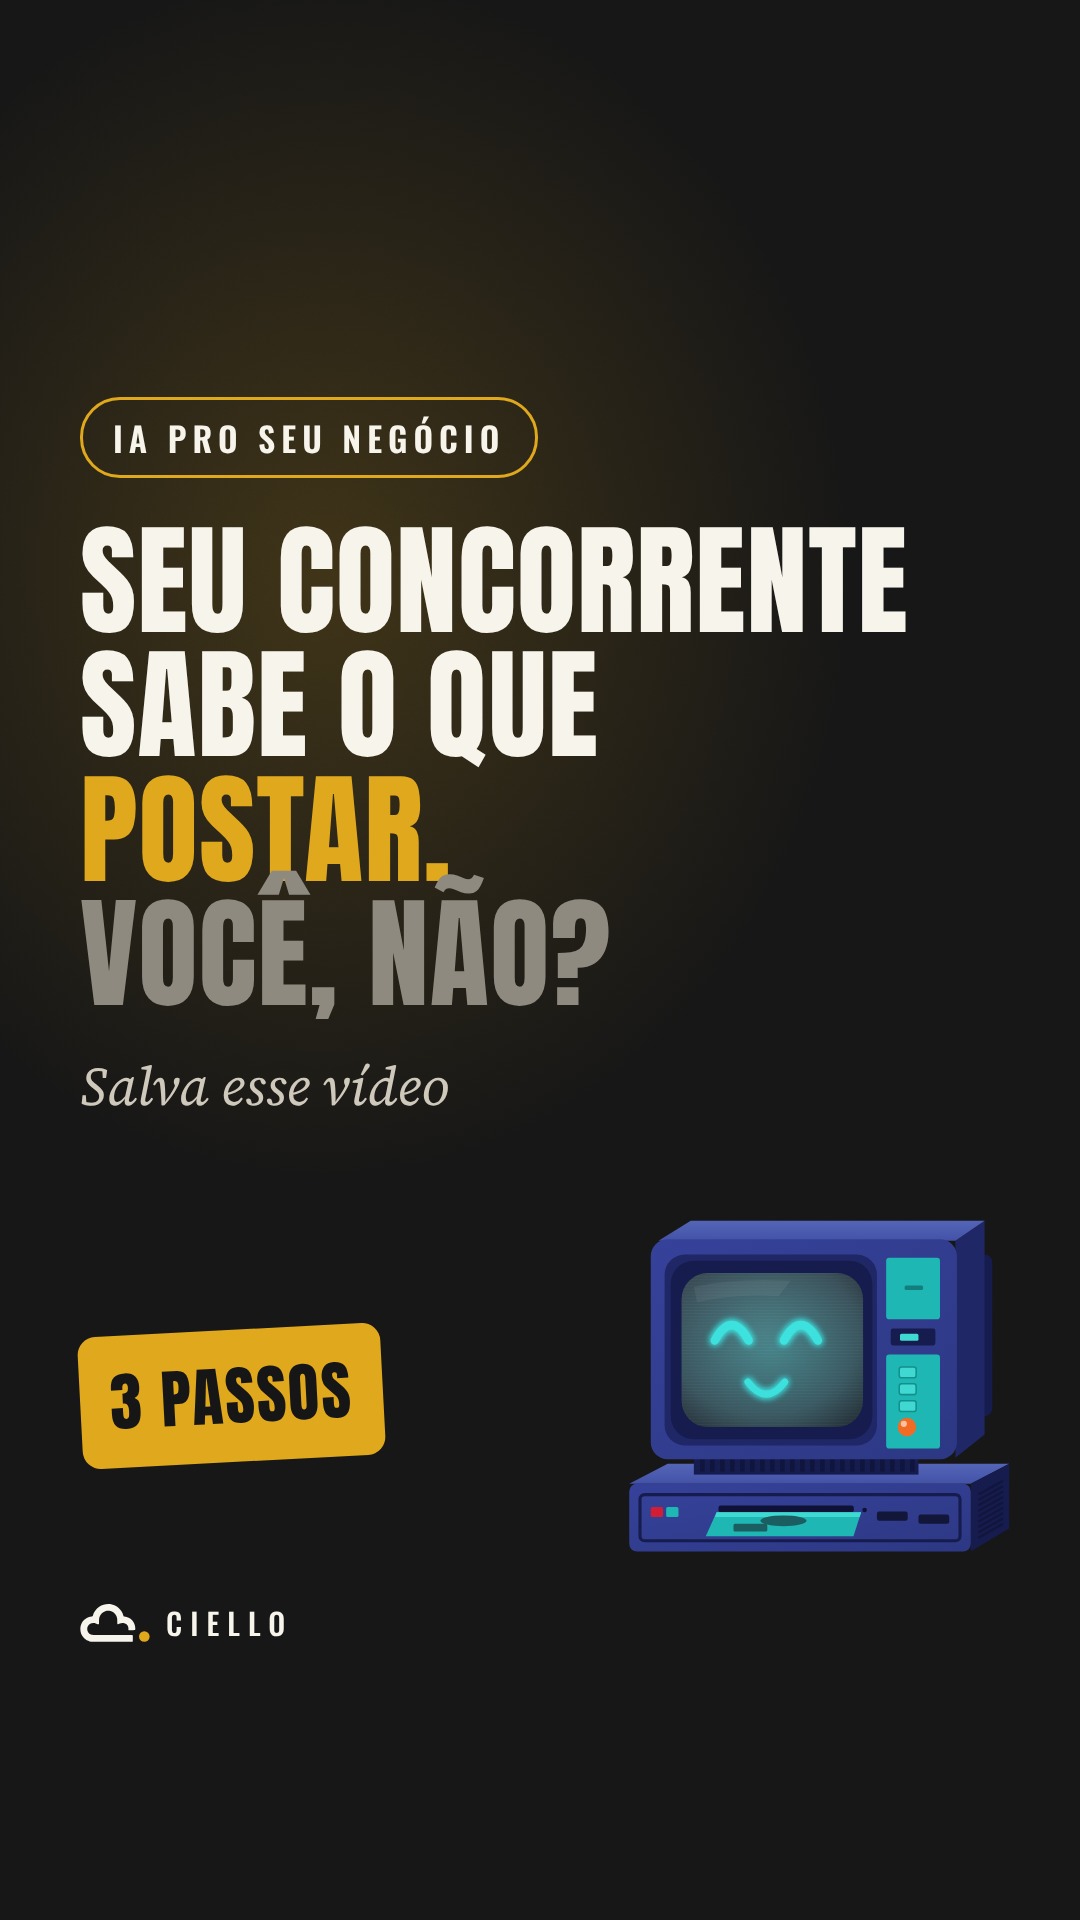 IA PRO SEU NEGÓCIO
SEU CONCORRENTE
SABE O QUE
POSTAR.
VOCÊ, NÃO?
Salva esse vídeo
3 PASSOS
CIELLO